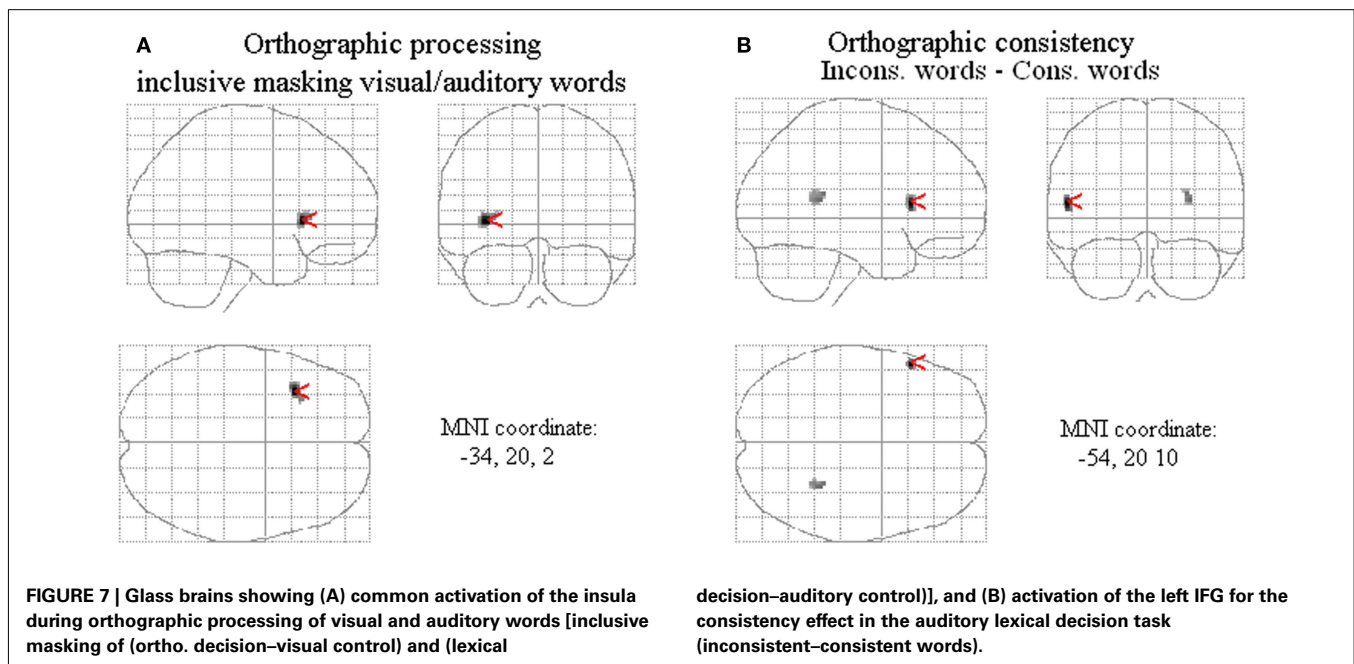 A
Orthographic processing
inclusive masking visual/auditory words
MNI coordinate:
-34, 20, 2
B
Orthographic consistency
Incons. words - Cons. words
MNI coordinate:
-54, 20 10
FIGURE 7 | Glass brains showing (A) common activation of the insula
during orthographic processing of visual and auditory words [inclusive
masking of (ortho. decision–visual control) and (lexical
decision–auditory control)], and (B) activation of the left IFG for the
consistency effect in the auditory lexical decision task
(inconsistent–consistent words).